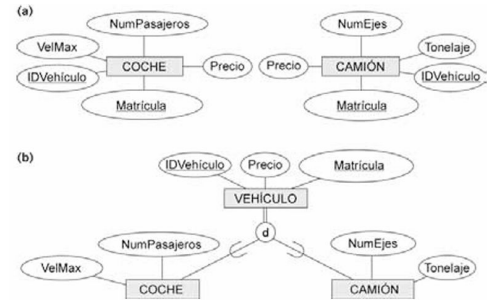 (a)
NumPasajeros
NumEjes
VelMax
Tonelaje
COCHE
Precio
Precio
CAMIÓN
IDVehículo
IDVehículo
Matrícula
Matrícula
(b)
IDVehículo
Precio
Matrícula
VEHÍCULO
d
NumPasajeros
NumEjes
VelMax
Tonelaje
COCHE
CAMIÓN